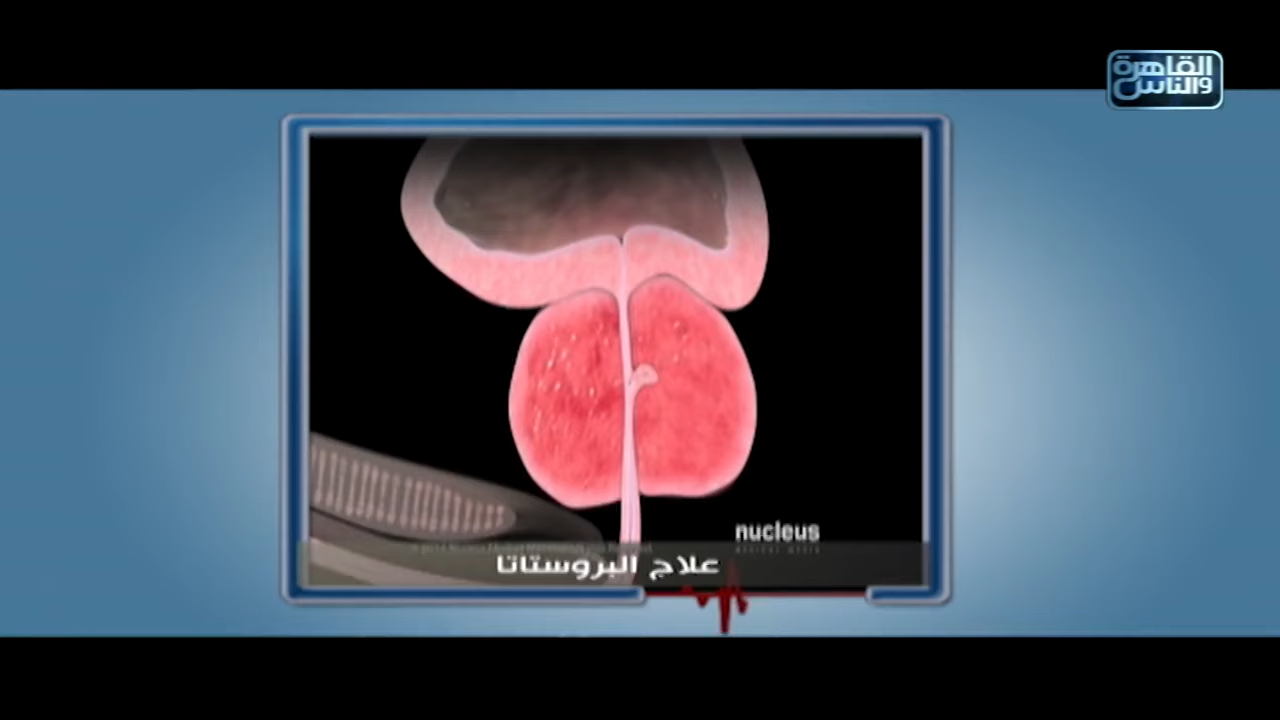 القاهرة
والناس
nucleus
علاج البروستاتا